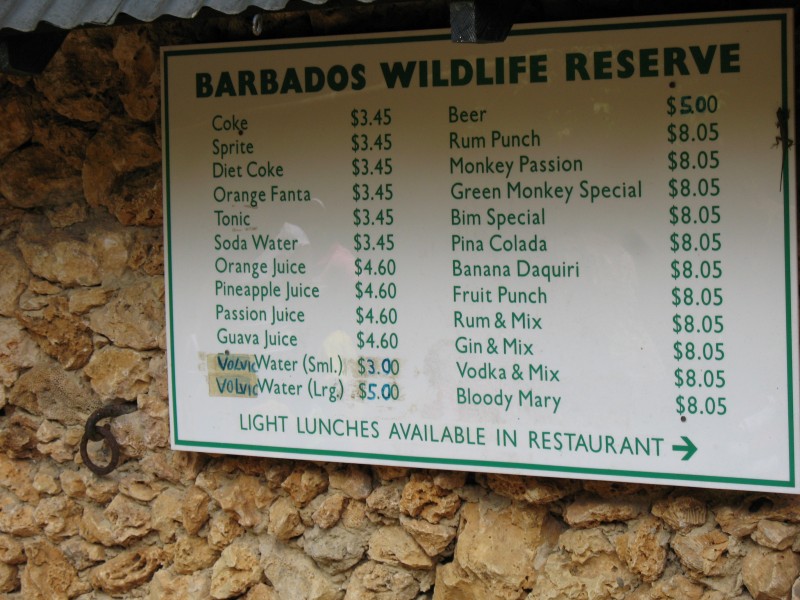 BARBADOS WILDLIFE RESERVE
Coke $3.45
Sprite $3.45
Diet Coke $3.45
Orange Fanta $3.45
Tonic $3.45
Soda Water $3.45
Orange Juice $4.60
Pineapple Juice $4.60
Passion Juice $4.60
Guava Juice $4.60
VOLVIC Water (Sml.) $3.00
VOLVIC Water (Lrg.) $5.00
Beer $5.00
Rum Punch $8.05
Monkey Passion $8.05
Green Monkey Special $8.05
Bim Special $8.05
Pina Colada $8.05
Banana Daquiri $8.05
Fruit Punch $8.05
Rum & Mix $8.05
Gin & Mix $8.05
Vodka & Mix $8.05
Bloody Mary $8.05
LIGHT LUNCHES AVAILABLE IN RESTAURANT →